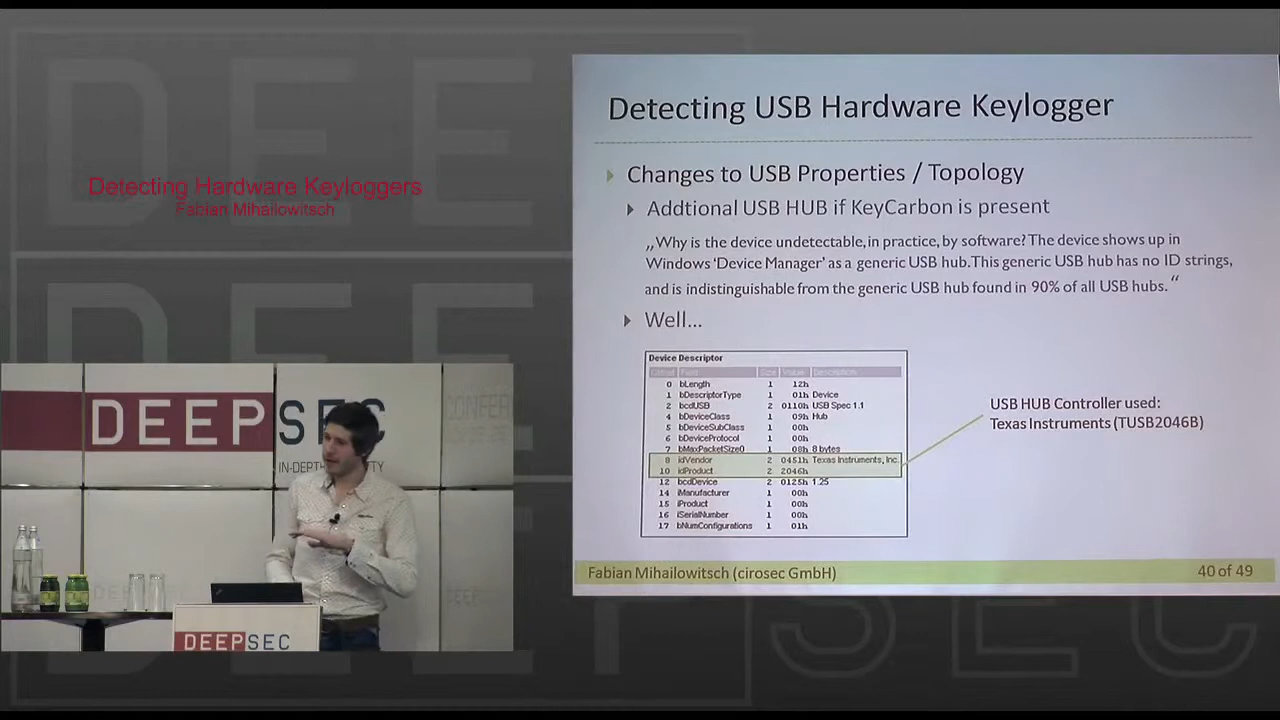 Detecting Hardware Keyloggers
Fabian Mihailowitsch
Detecting USB Hardware Keylogger
Changes to USB Properties / Topology
Addtional USB HUB if KeyCarbon is present
„Why is the device undetectable, in practice, by software? The device shows up in
Windows 'Device Manager' as a generic USB hub. This generic USB hub has no ID strings,
and is indistinguishable from the generic USB hub found in 90% of all USB hubs.“
Well...
Device Descriptor
Offset Field Size Value Description
0 bLength 1 12h
1 bDescriptorType 1 01h Device
2 bcdUSB 2 0110h USB Spec 1.1
4 bDeviceClass 1 09h Hub
5 bDeviceSubClass 1 00h
6 bDeviceProtocol 1 00h
7 bMaxPacketSize0 1 08h 8 bytes
8 idVendor 2 0451h Texas Instruments, Inc.
10 idProduct 2 2046h
12 bcdDevice 2 0125h 1.25
14 iManufacturer 1 00h
15 iProduct 1 00h
16 iSerialNumber 1 00h
17 bNumConfigurations 1 01h
USB HUB Controller used:
Texas Instruments (TUSB2046B)
Fabian Mihailowitsch (cirosec GmbH)
40 of 49
DEEPSEC
DEEPSEC